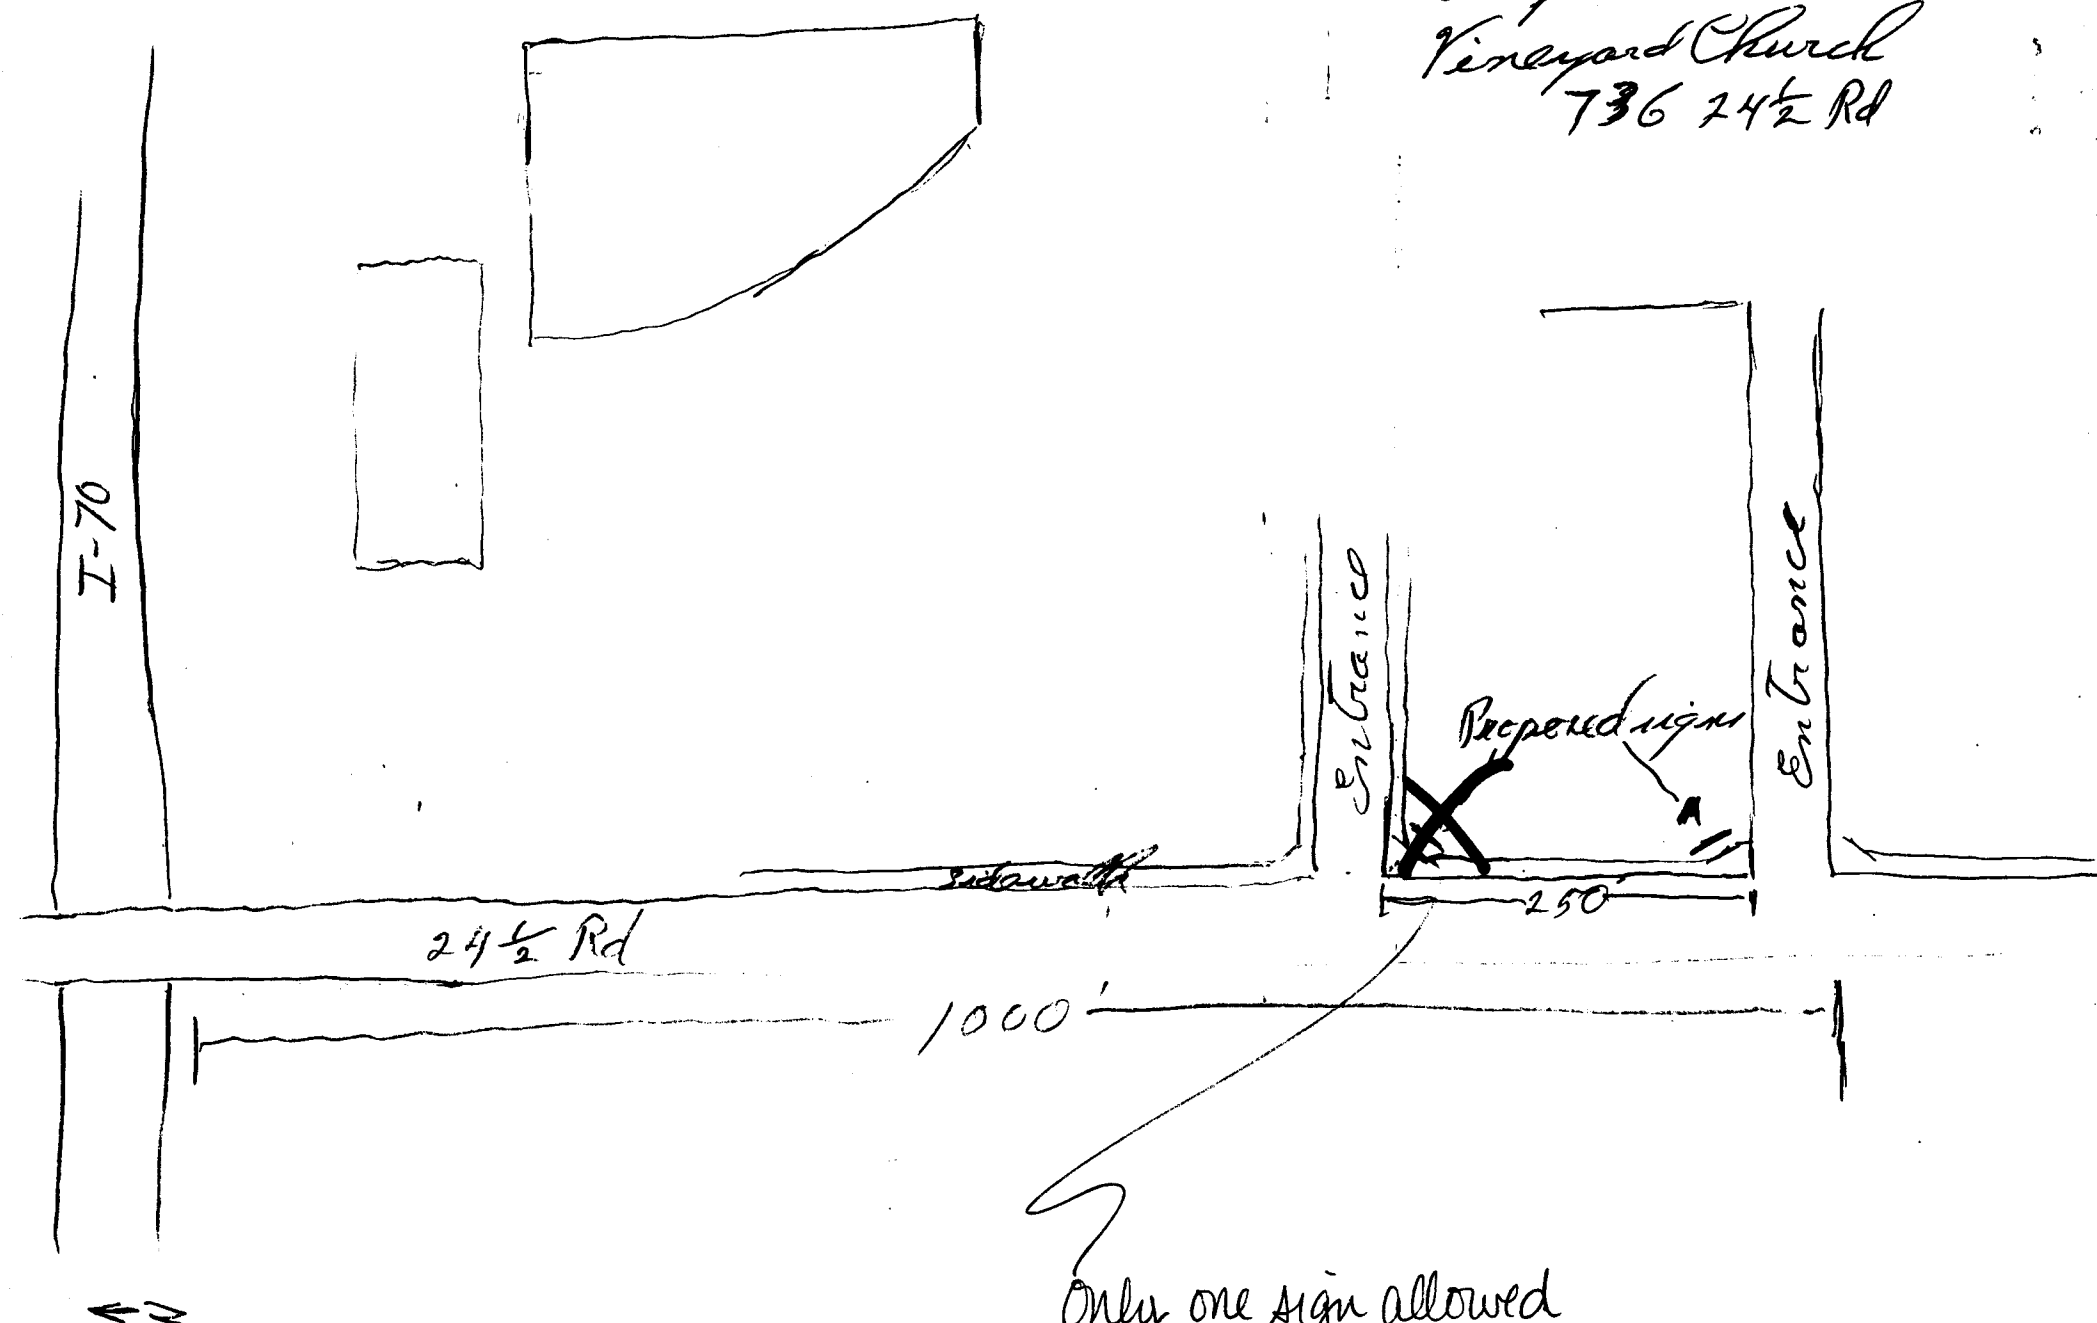 Vineyard Church
736 24½ Rd
I-70
Entrance
Entrance
Proposed signs
A
sidewalk
250'
24½ Rd
1000'
Only one sign allowed